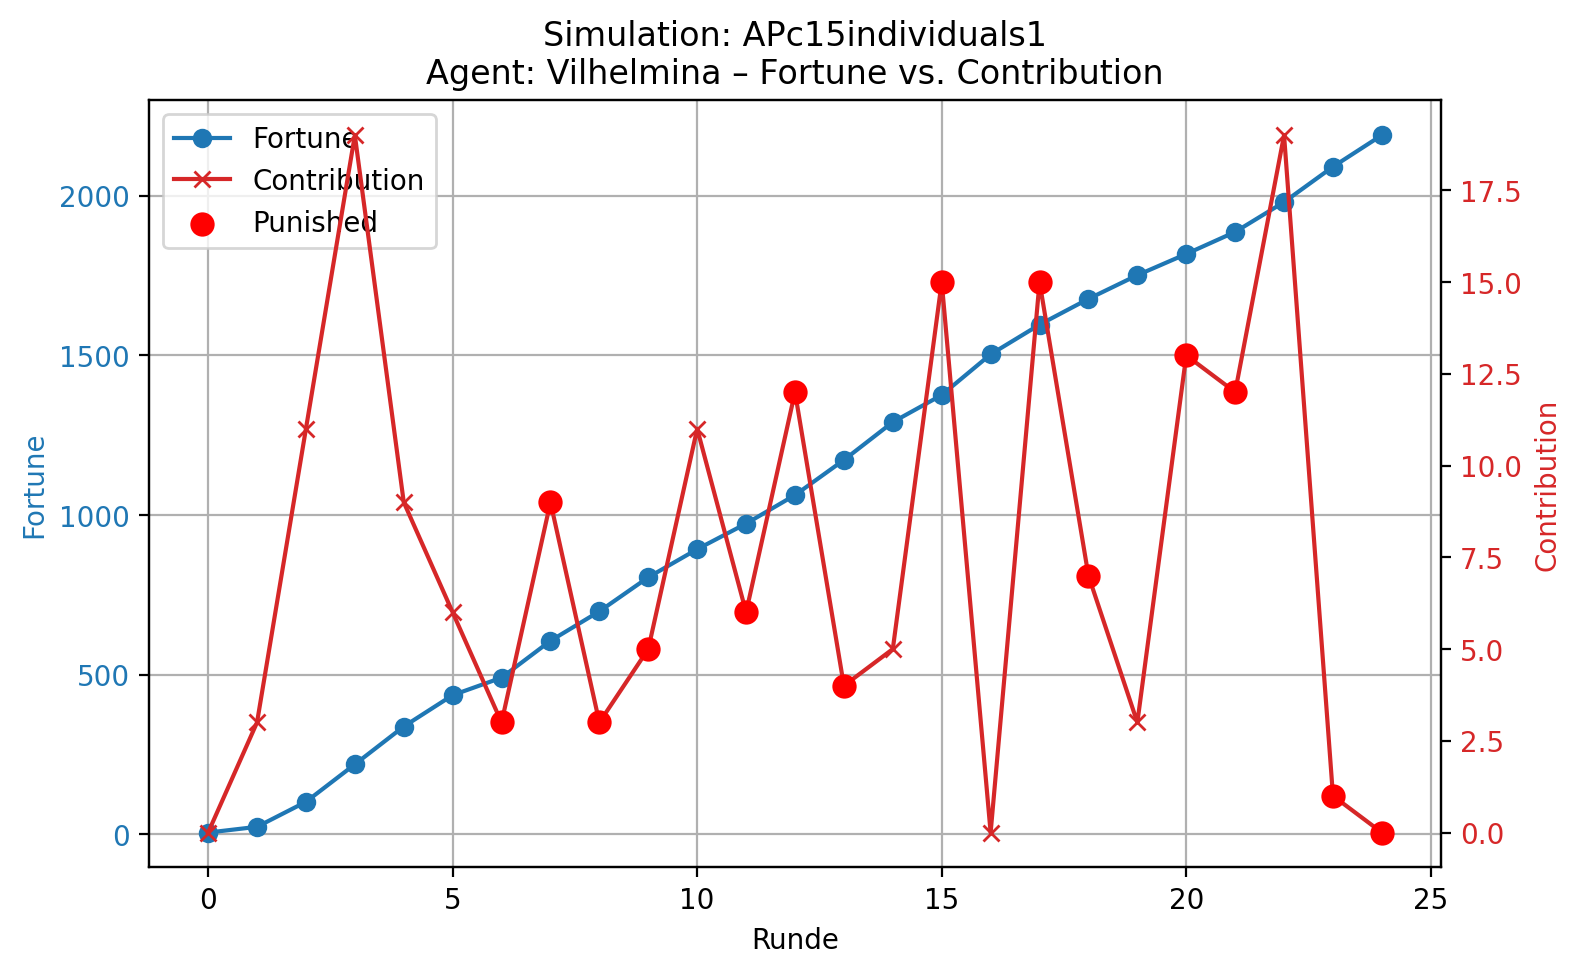 Simulation: APc15individuals1
Agent: Vilhelmina – Fortune vs. Contribution
Fortune
Contribution
Punished
Fortune
2000
1500
1000
500
0
17.5
15.0
12.5
10.0
7.5
5.0
2.5
0.0
Contribution
0 5 10 15 20 25
Runde